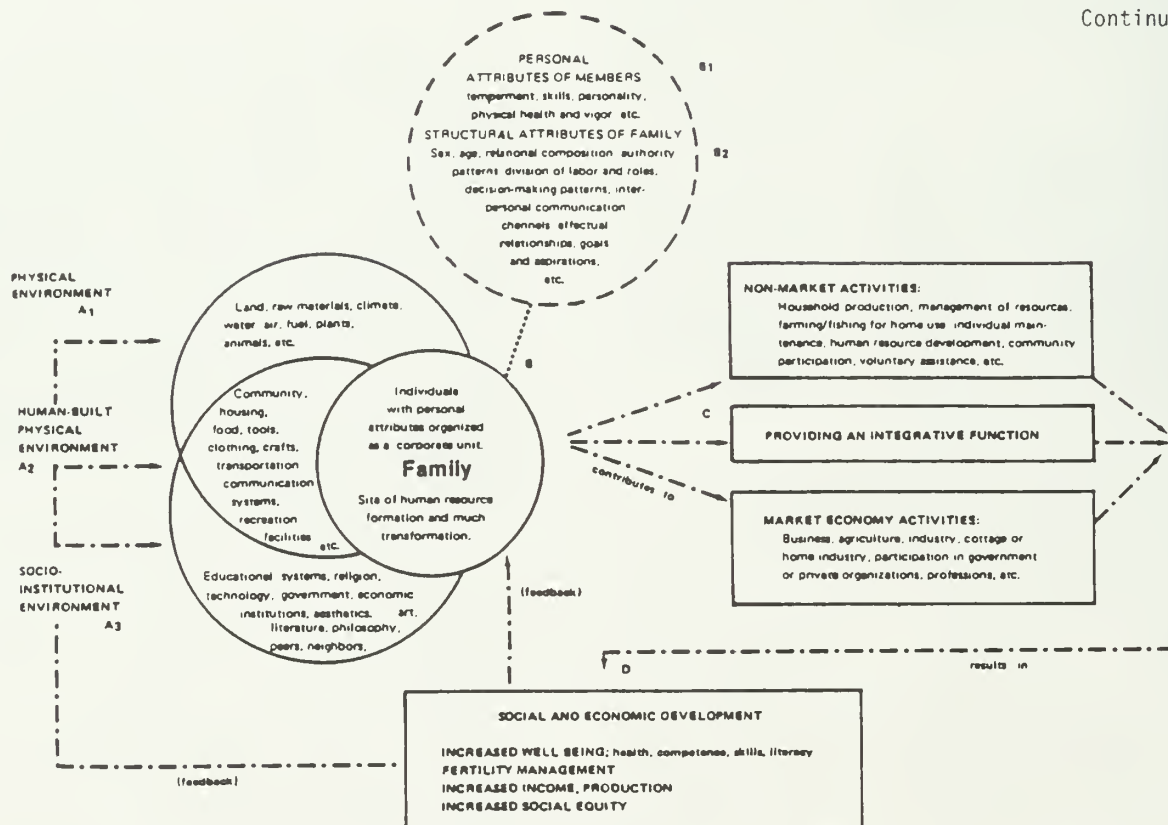 Continu
PERSONAL
ATTRIBUTES OF MEMBERS
temperment, skills, personality,
physical health and vigor etc.
B1
STRUCTURAL ATTRIBUTES OF FAMILY
B2
Sex, age, relational composition authority
patterns division of labor and roles,
decision-making patterns, inter-
personal communication
channels effectual
relationships, goals
and aspirations,
etc.
PHYSICAL
ENVIRONMENT
A1
HUMAN-BUILT
PHYSICAL
ENVIRONMENT
A2
SOCIO-
INSTITUTIONAL
ENVIRONMENT
A3
Land, raw materials, climate,
water air, fuel, plants,
animals, etc.
Community,
housing,
food, tools,
clothing, crafts,
transportation
communication
systems,
recreation
facilities
etc.
Educational systems, religion,
technology, government, economic
institutions, aesthetics, art,
literature, philosophy,
peers, neighbors,
B
Individuals
with personal
attributes organized
as a corporate unit.
Family
Site of human resource
formation and much
transformation.
C
contributes to
NON-MARKET ACTIVITIES:
Household production, management of resources,
farming/fishing for home use individual main-
tenance, human resource development, community
participation, voluntary assistance, etc.
PROVIDING AN INTEGRATIVE FUNCTION
MARKET ECONOMY ACTIVITIES:
Business, agriculture, industry, cottage or
home industry, participation in government
or private organizations, professions, etc.
(feedback)
D
results in
SOCIAL AND ECONOMIC DEVELOPMENT
INCREASED WELL BEING; health, competence, skills, literacy
FERTILITY MANAGEMENT
INCREASED INCOME, PRODUCTION
INCREASED SOCIAL EQUITY
(feedback)